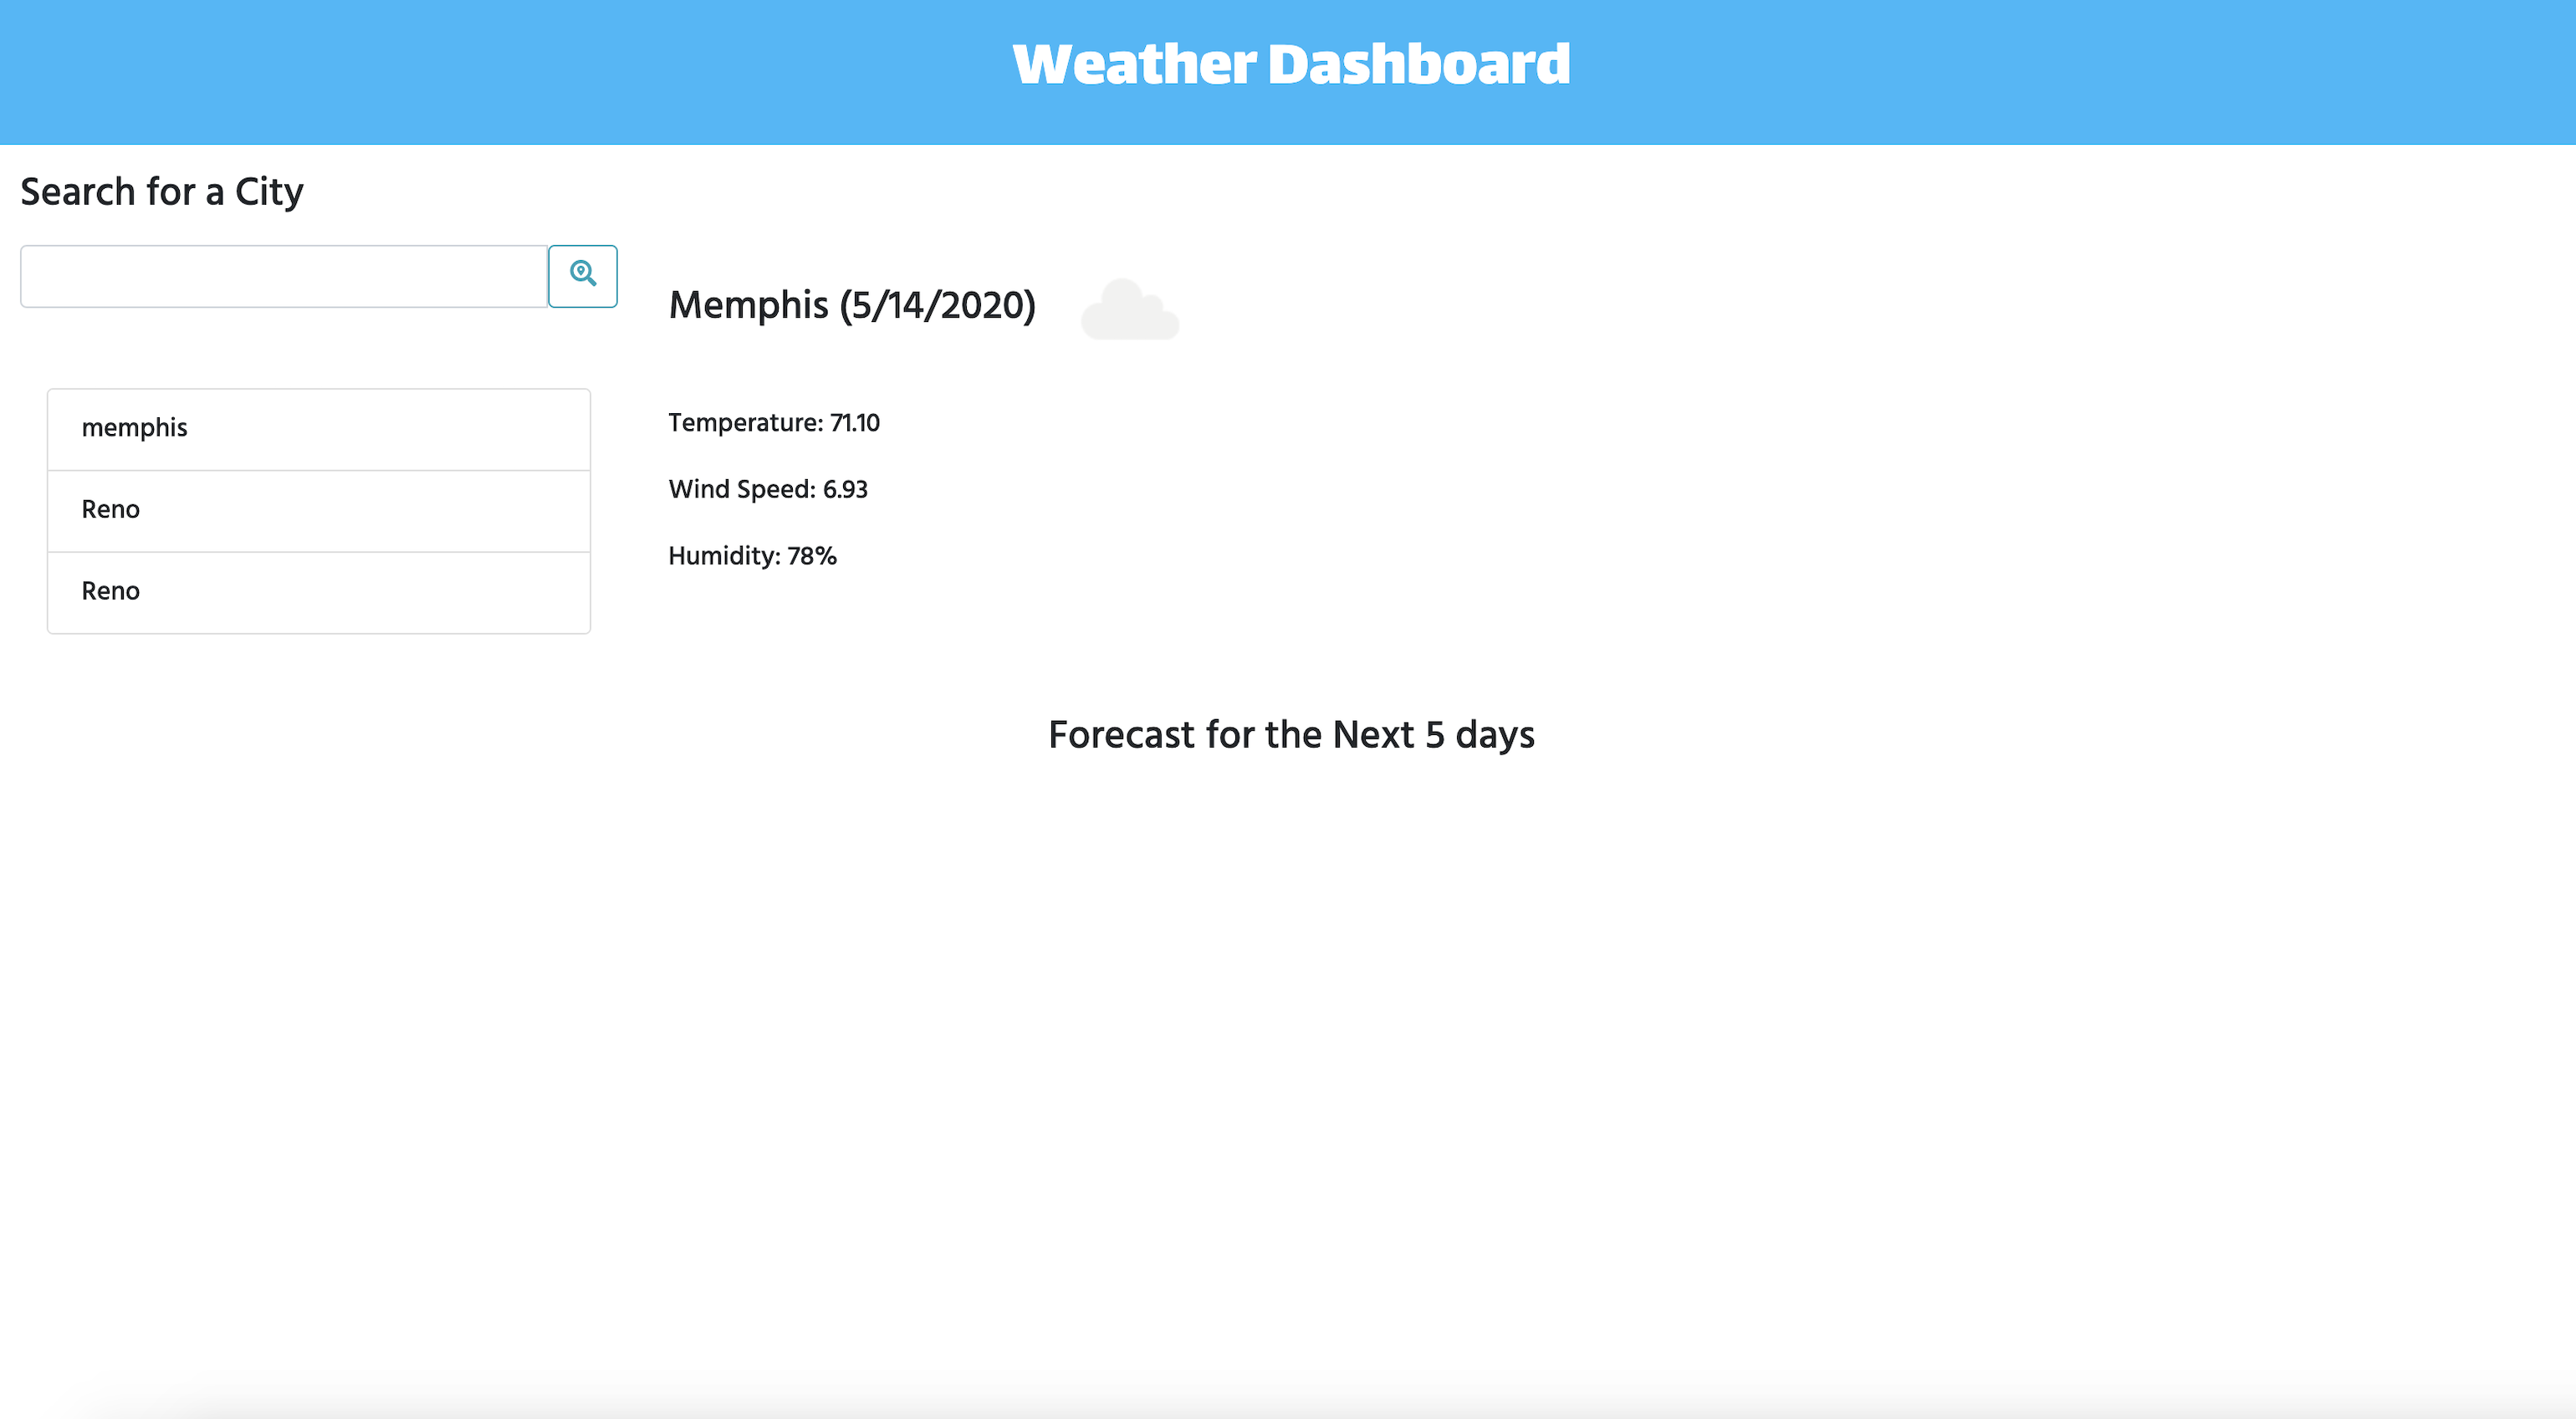 Weather Dashboard
Search for a City
memphis
Reno
Reno
Memphis (5/14/2020)
Temperature: 71.10
Wind Speed: 6.93
Humidity: 78%
Forecast for the Next 5 days